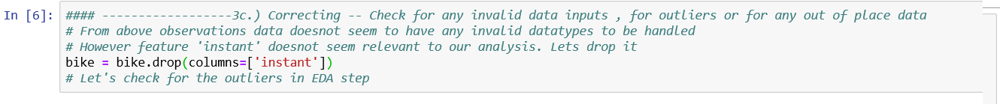 In [6]: #### ------------------3c.) Correcting -- Check for any invalid data inputs , for outliers or for any out of place data
# From above observations data doesnot seem to have any invalid datatypes to be handled
# However feature 'instant' doesnot seem relevant to our analysis. Lets drop it
bike = bike.drop(columns=['instant'])
# Let's check for the outliers in EDA step